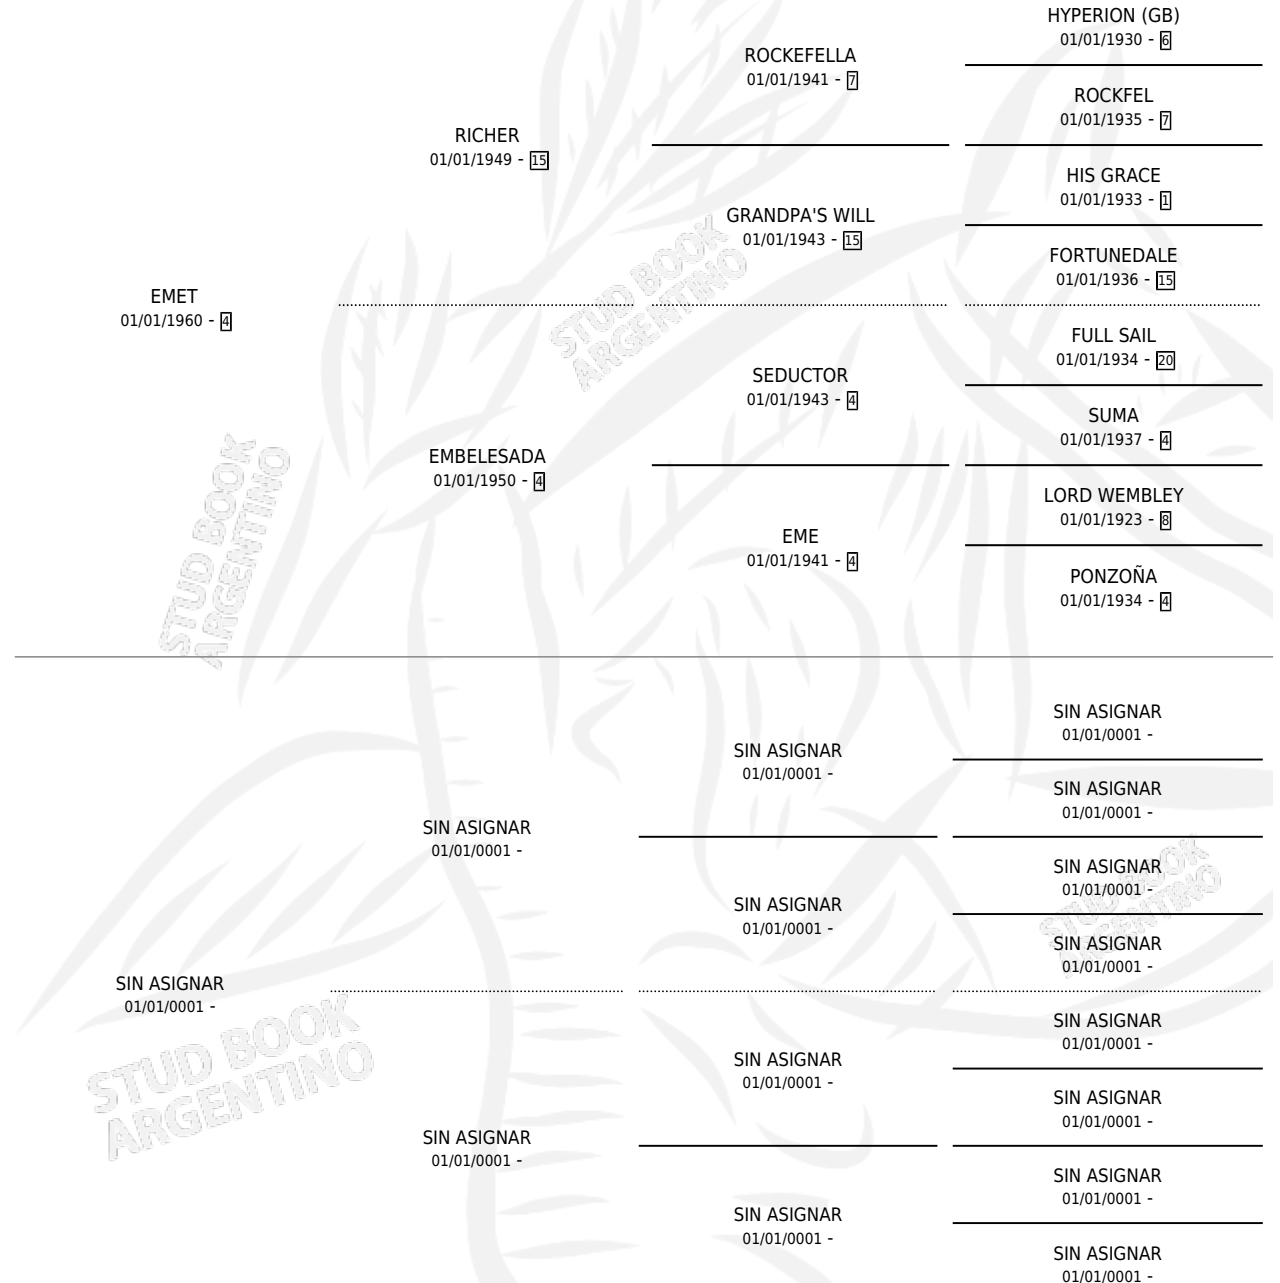 HYPERION (GB)
01/01/1930 - 6
ROCKEFELLA
01/01/1941 - 7
ROCKFEL
01/01/1935 - 7
RICHER
01/01/1949 - 15
HIS GRACE
01/01/1933 - 1
GRANDPA'S WILL
01/01/1943 - 15
FORTUNEDALE
01/01/1936 - 15
EMET
01/01/1960 - 4
FULL SAIL
01/01/1934 - 20
SEDUCTOR
01/01/1943 - 4
SUMA
01/01/1937 - 4
EMBELESADA
01/01/1950 - 4
LORD WEMBLEY
01/01/1923 - 8
EME
01/01/1941 - 4
PONZOÑA
01/01/1934 - 4
SIN ASIGNAR
01/01/0001 -
SIN ASIGNAR
01/01/0001 -
SIN ASIGNAR
01/01/0001 -
SIN ASIGNAR
01/01/0001 -
SIN ASIGNAR
01/01/0001 -
SIN ASIGNAR
01/01/0001 -
SIN ASIGNAR
01/01/0001 -
SIN ASIGNAR
01/01/0001 -
SIN ASIGNAR
01/01/0001 -
SIN ASIGNAR
01/01/0001 -
SIN ASIGNAR
01/01/0001 -
SIN ASIGNAR
01/01/0001 -
SIN ASIGNAR
01/01/0001 -
SIN ASIGNAR
01/01/0001 -
SIN ASIGNAR
01/01/0001 -
STUD BOOK
ARGENTINO
STUD BOOK
ARGENTINO
STUD BOOK
ARGENTINO
STUD BOOK
ARGENTINO